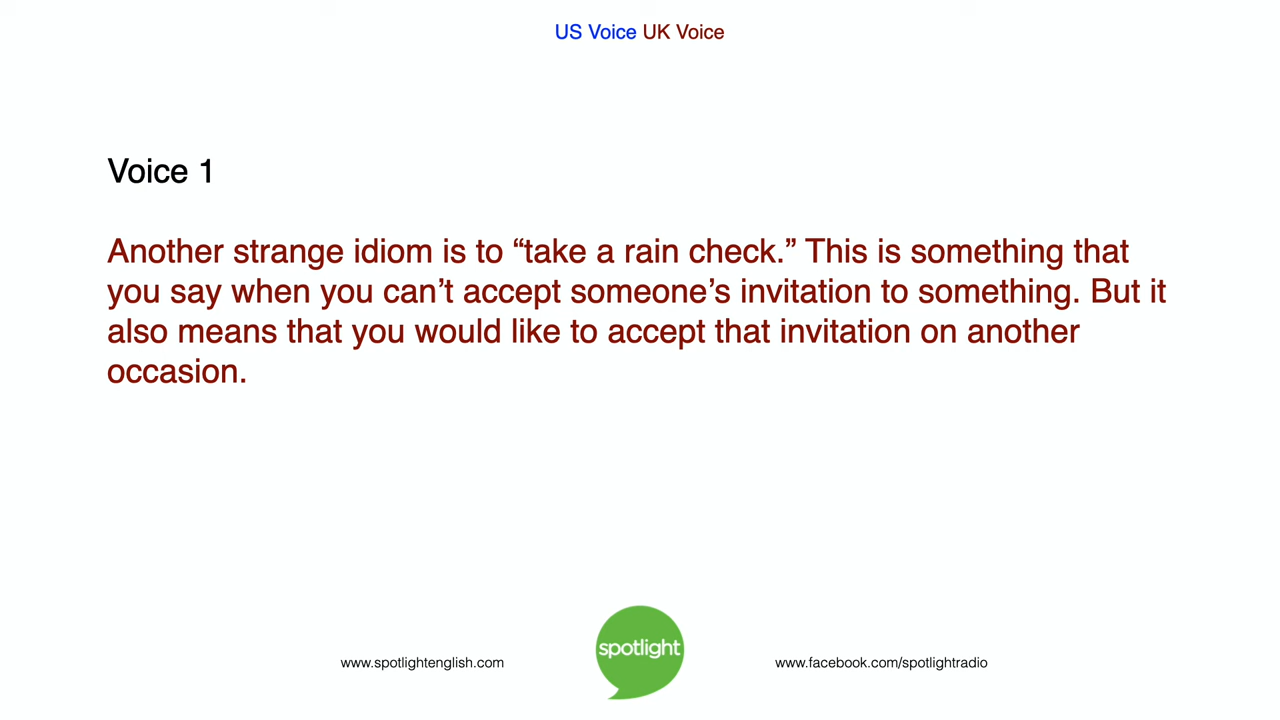 US Voice UK Voice
Voice 1
Another strange idiom is to “take a rain check.” This is something that
you say when you can’t accept someone’s invitation to something. But it
also means that you would like to accept that invitation on another
occasion.
www.spotlightenglish.com
spotlight
www.facebook.com/spotlightradio